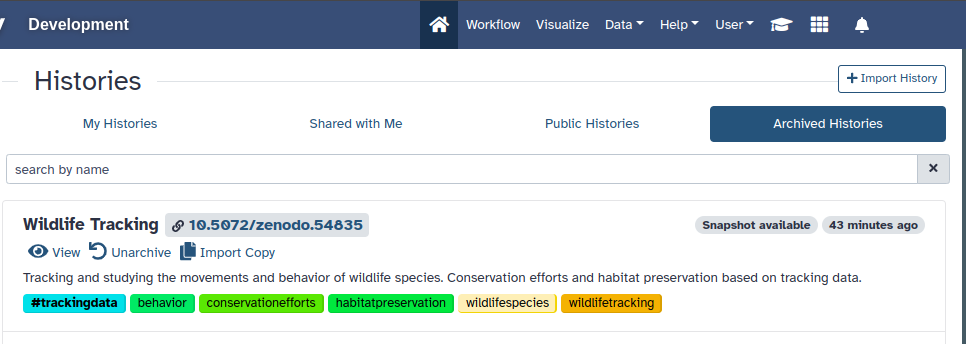 Development Workflow Visualize Data Help User
Histories
Import History
My Histories Shared with Me Public Histories Archived Histories
search by name
Wildlife Tracking 10.5072/zenodo.54835 Snapshot available 43 minutes ago
View Unarchive Import Copy
Tracking and studying the movements and behavior of wildlife species. Conservation efforts and habitat preservation based on tracking data.
#trackingdata behavior conservationefforts habitatpreservation wildlifespecies wildlifetracking